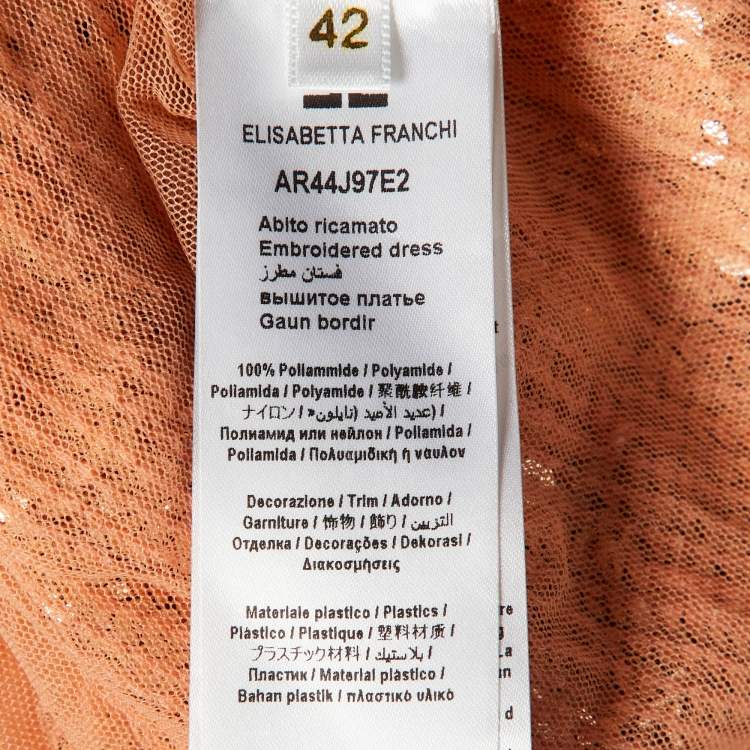 42
ELISABETTA FRANCHI
AR44J97E2
Abito ricamato
Embroidered dress
فستان مطرز
вышитое платье
Gaun bordir
100% Poliammide / Polyamide /
Poliamida / Polyamide / 聚酰胺纤维 /
ナイロン / «عديد الأميد (نايلون) /
Полиамид или нейлон / Poliamida /
Poliamida / Πολυαμιδική ή ναυλον
Decorazione / Trim / Adorno /
Garniture / 饰物 / 飾り / التزيين /
Отделка / Decorações / Dekorasi /
Διακοσμήσεις
Materiale plastico / Plastics /
Plástico / Plastique / 塑料材质 /
プラスチック材料 / بلاستيك /
Пластик / Material plástico /
Bahan plastik / πλαστικό υλικό